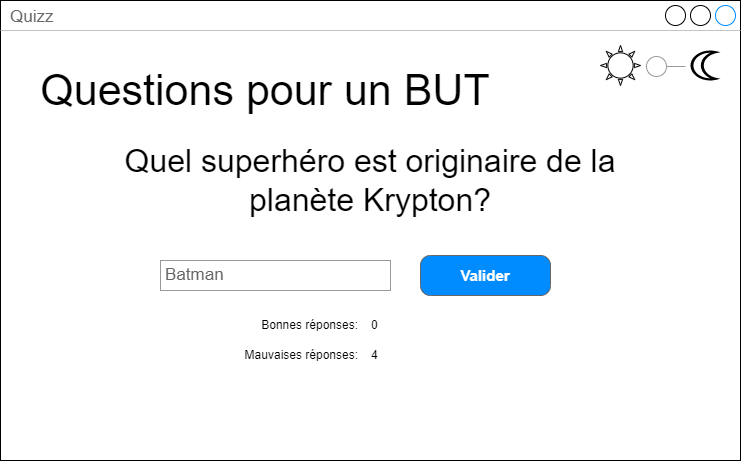 Quizz
Questions pour un BUT
Quel superhéro est originaire de la
planète Krypton?
Batman
Valider
Bonnes réponses: 0
Mauvaises réponses: 4